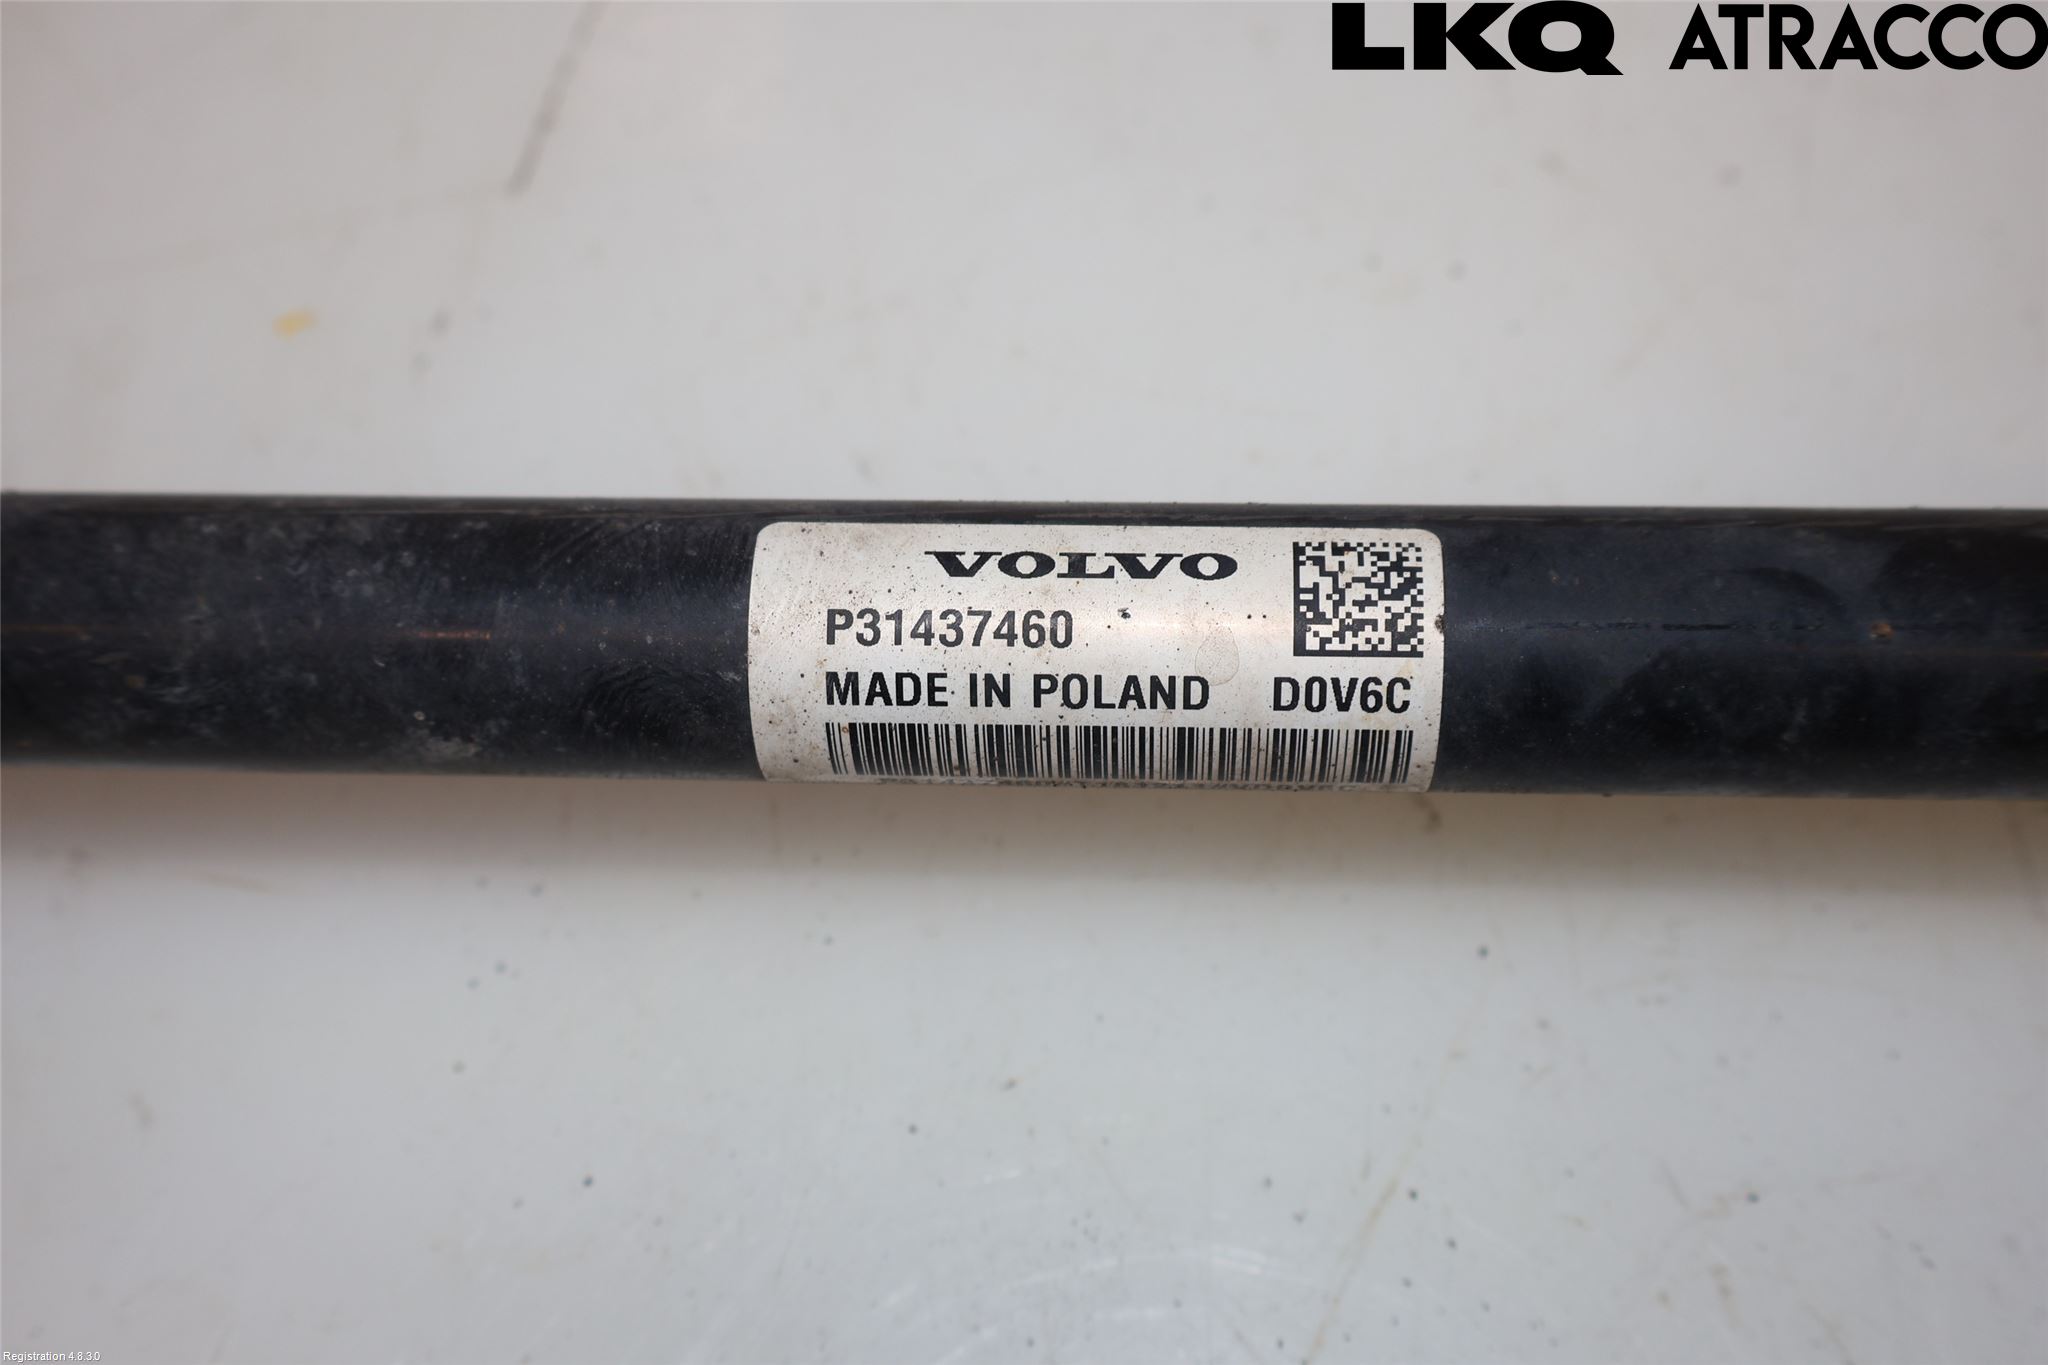 LKQ ATRACCO
VOLVO
P31437460
MADE IN POLAND D0V6C
Registration 4.8.3.0